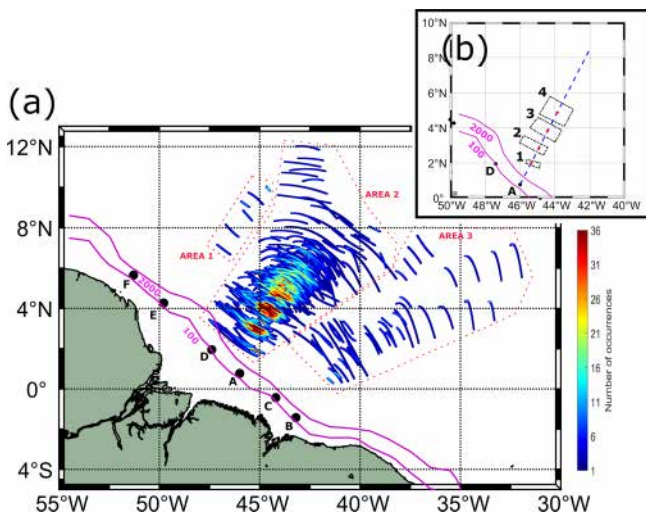 (b)
10°N
8°N
6°N
4°N
2°N
0°
50°W 48°W 46°W 44°W 42°W 40°W
4
3
2
1
2000
100
D
A
(a)
12°N
8°N
4°N
0°
4°S
55°W 50°W 45°W 40°W 35°W 30°W
AREA 1
AREA 2
AREA 3
2000
100
F
E
D
A
C
B
36
31
26
21
16
11
6
1
Number of occurrences